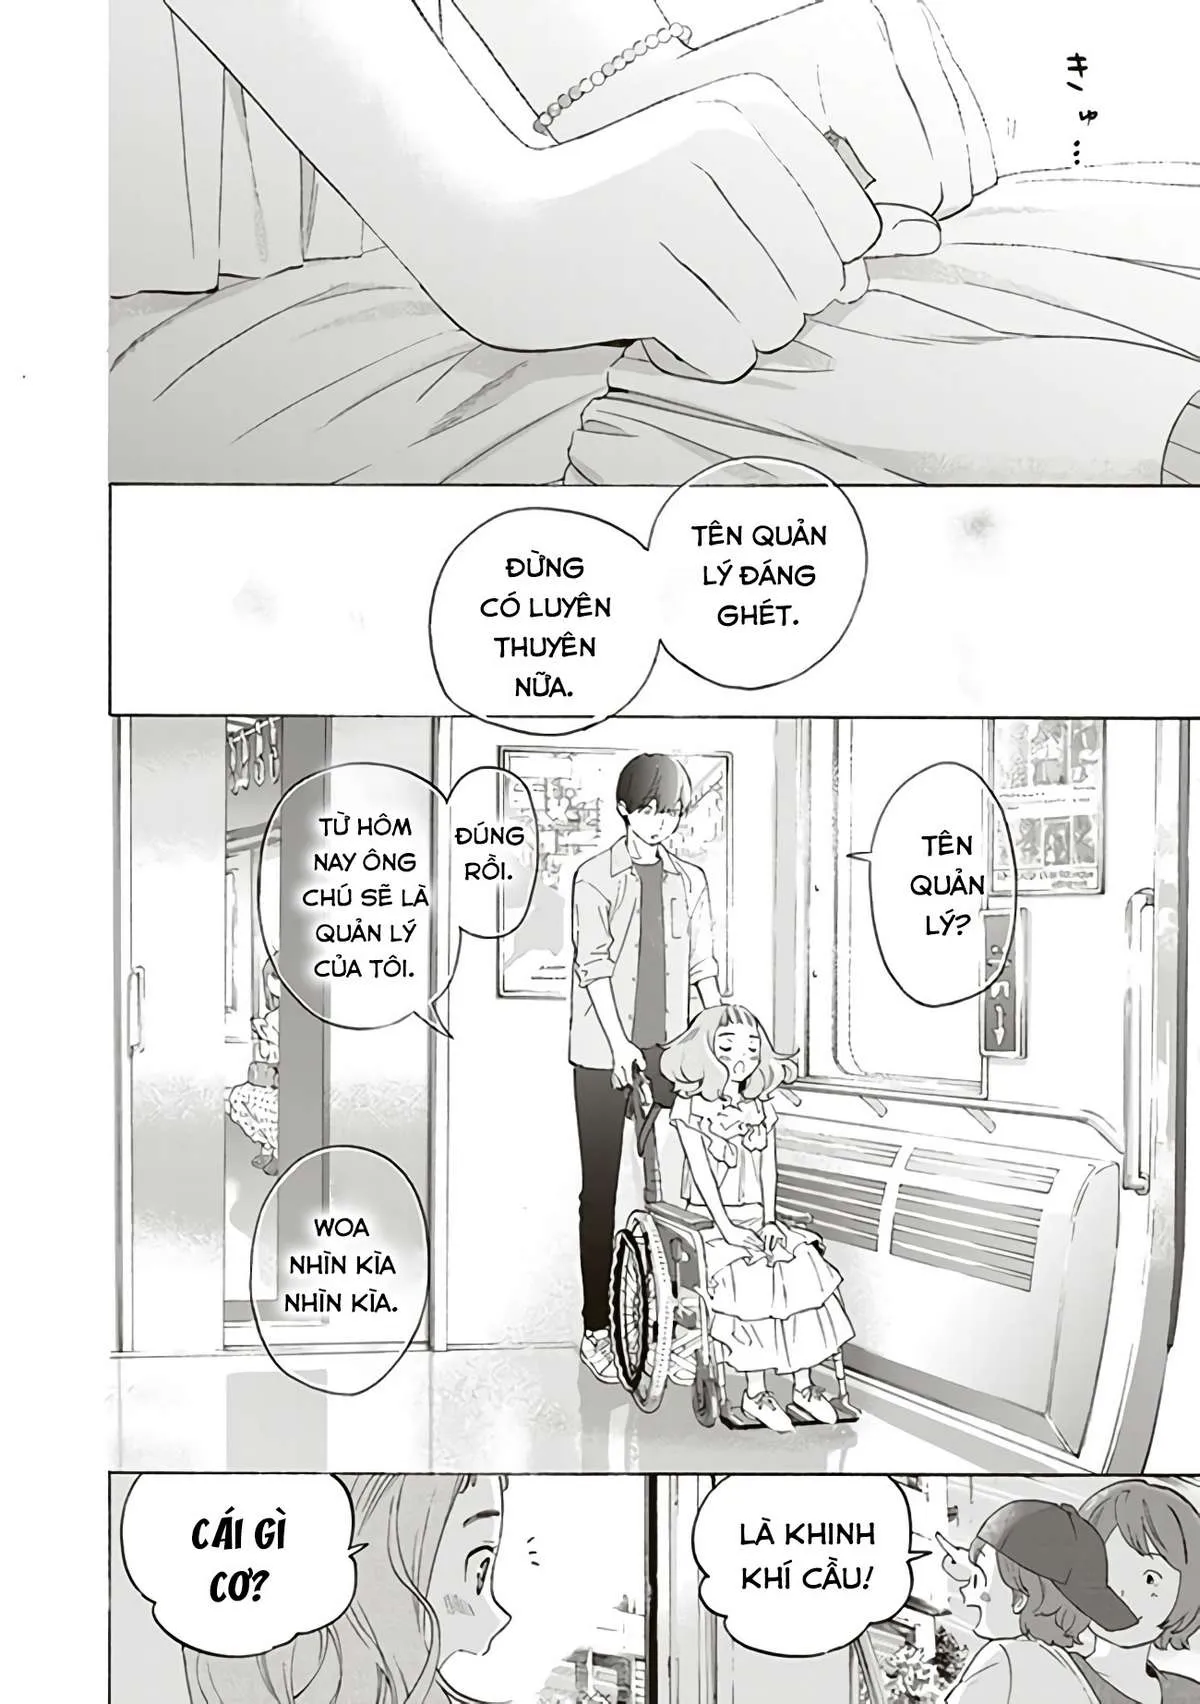 きゅ…
TÊN QUẢN
LÝ ĐÁNG
GHÉT.
ĐỪNG
CÓ LUYÊN
THUYÊN
NỮA.
TÊN
QUẢN
LÝ?
ĐÚNG
RỒI.
TỪ HÔM
NAY ÔNG
CHÚ SẼ LÀ
QUẢN LÝ
CỦA TÔI.
WOA
NHÌN KÌA
NHÌN KÌA.
LÀ KHINH
KHÍ CẦU!
CÁI GÌ
CƠ?